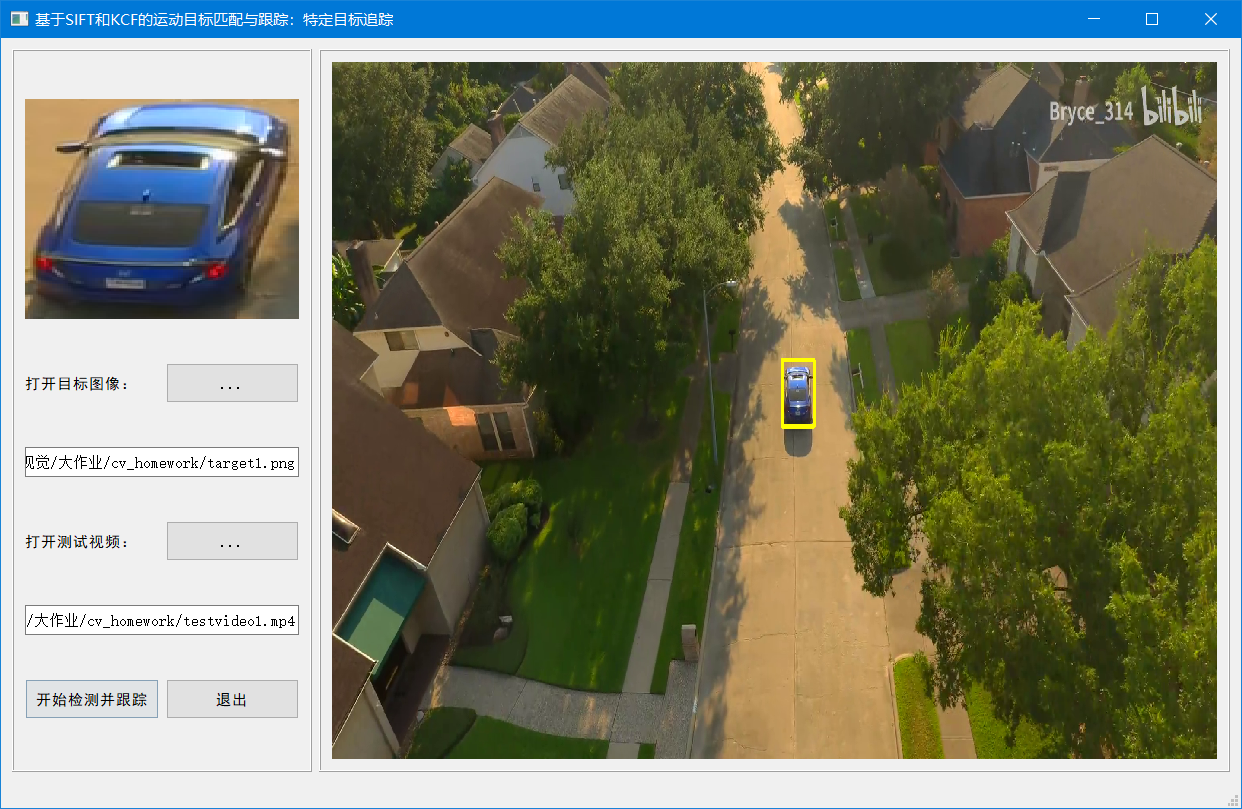 基于SIFT和KCF的运动目标匹配与跟踪：特定目标追踪
Bryce_314 bilibili
打开目标图像：
...
视觉/大作业/cv_homework/target1.png
打开测试视频：
...
/大作业/cv_homework/testvideo1.mp4
开始检测并跟踪
退出